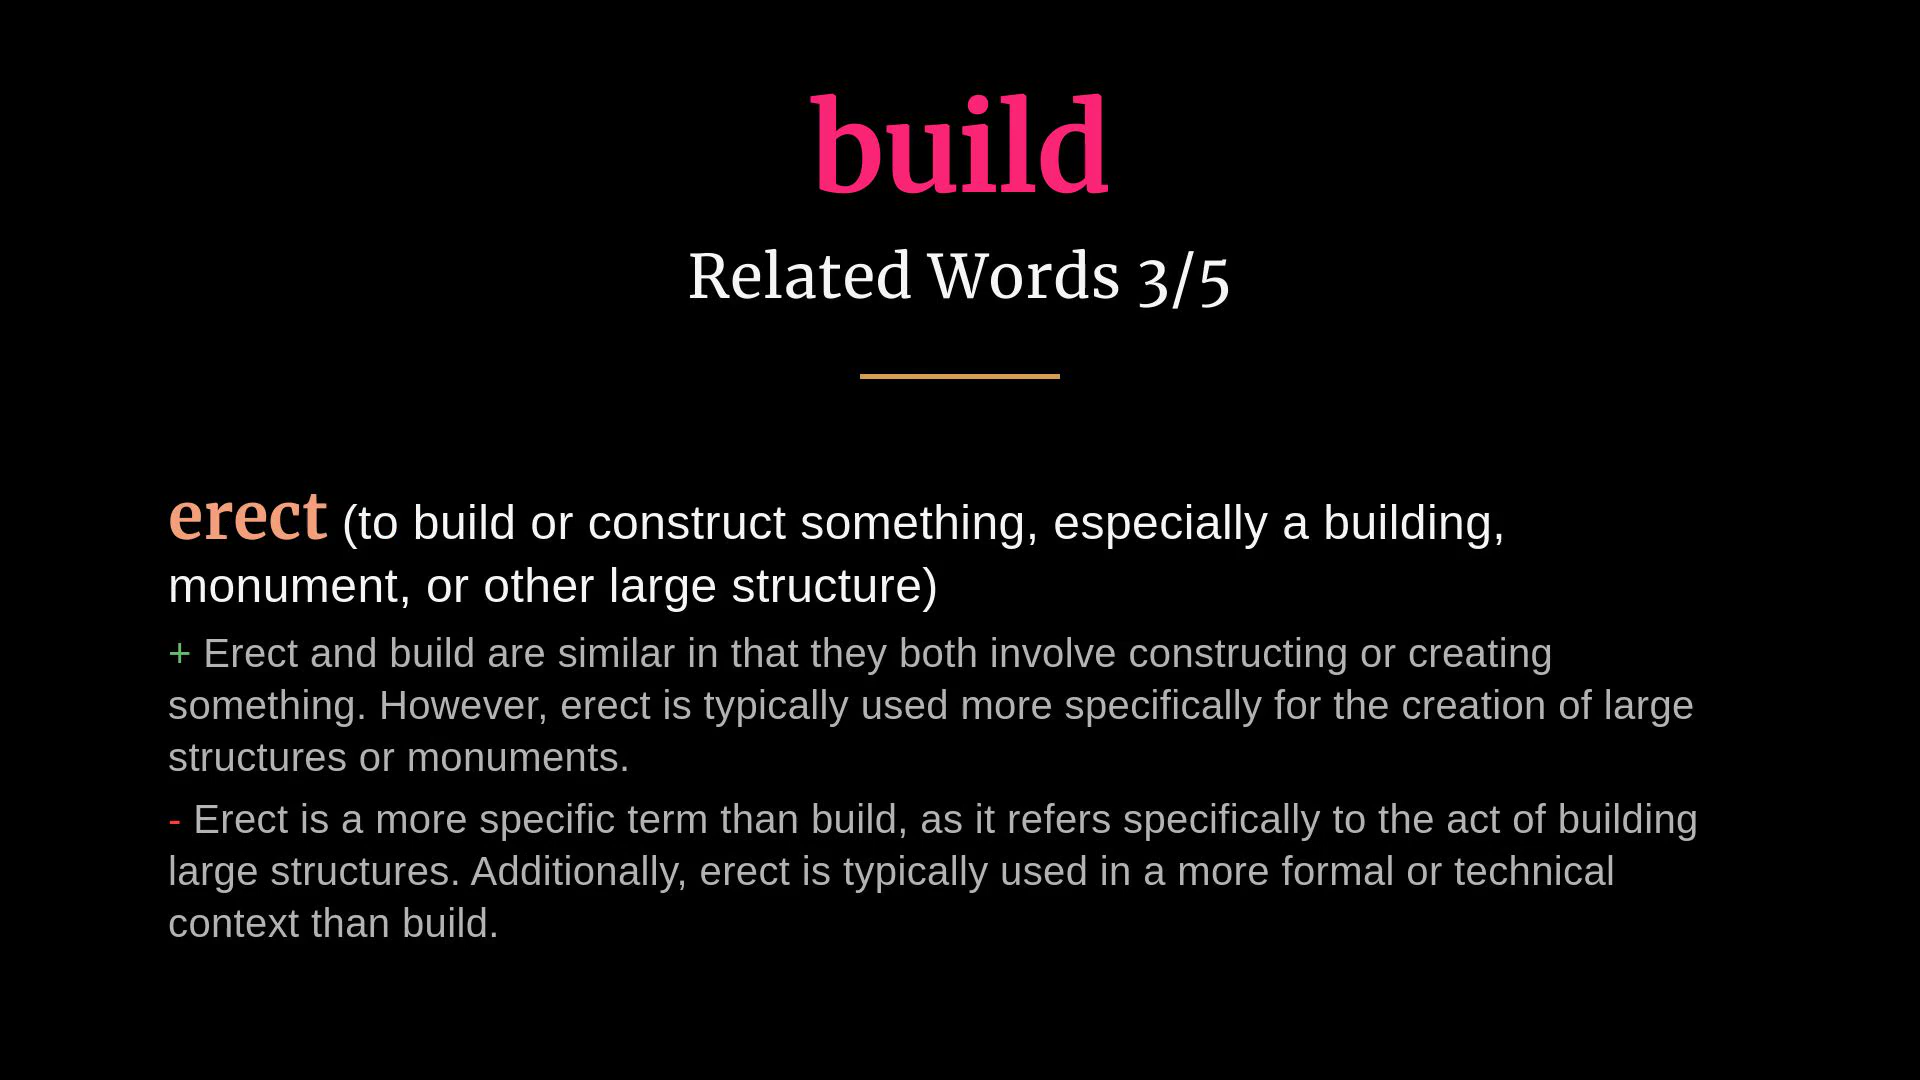 build
Related Words 3/5
erect (to build or construct something, especially a building,
monument, or other large structure)
+ Erect and build are similar in that they both involve constructing or creating
something. However, erect is typically used more specifically for the creation of large
structures or monuments.
- Erect is a more specific term than build, as it refers specifically to the act of building
large structures. Additionally, erect is typically used in a more formal or technical
context than build.